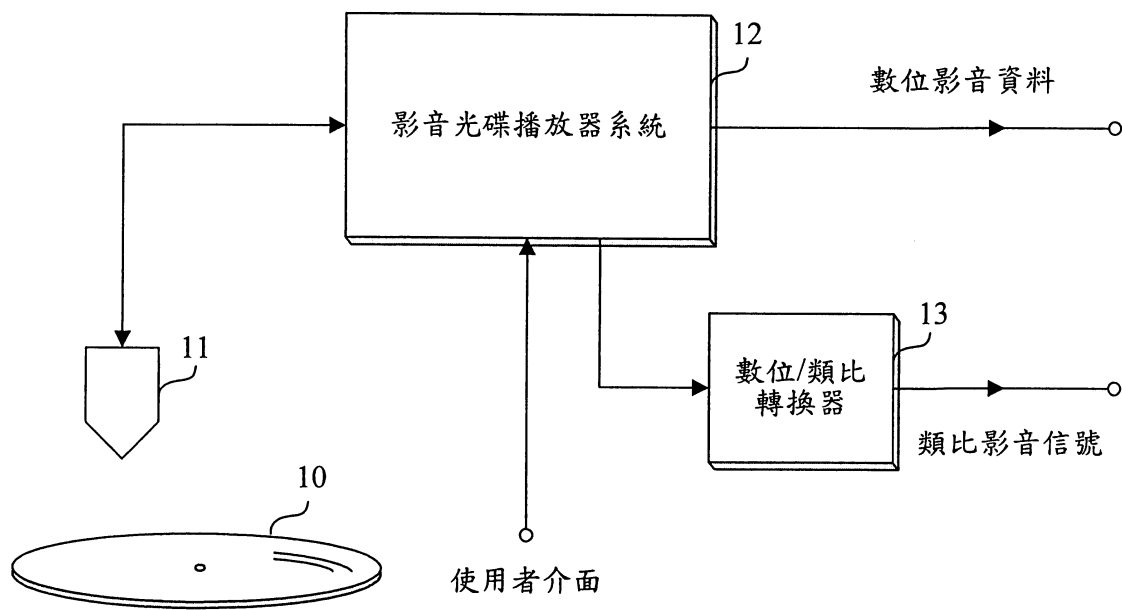 12
數位影音資料
影音光碟播放器系統
11
13
數位/類比
轉換器
類比影音信號
10
使用者介面